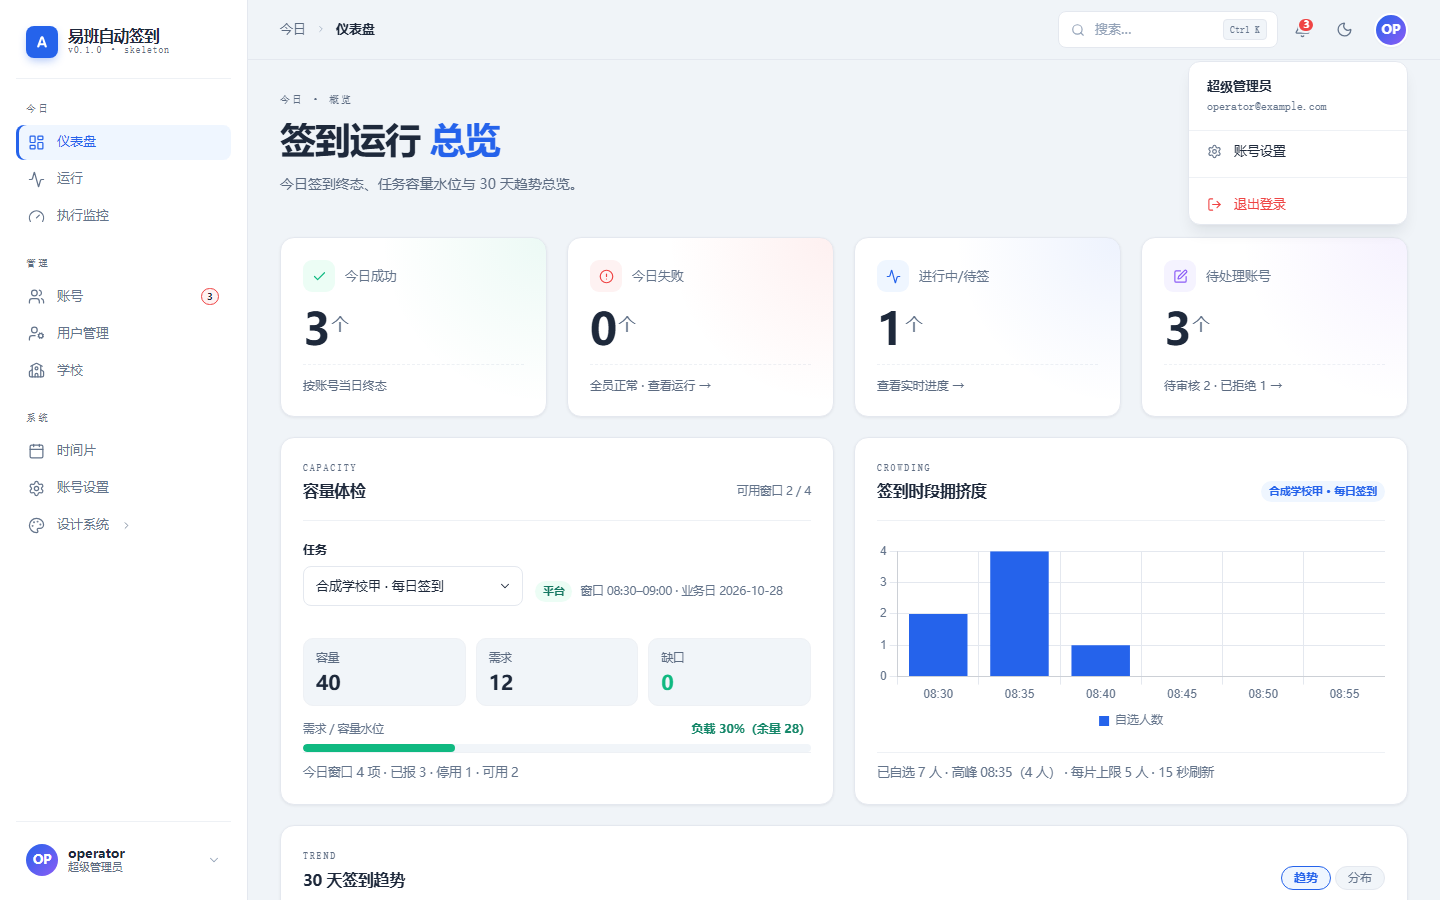 A
易班自动签到
v0.1.0 • skeleton
今日
仪表盘
运行
执行监控
管理
账号
3
用户管理
学校
系统
时间片
账号设置
设计系统
OP
operator
超级管理员
今日 › 仪表盘
搜索...
Ctrl K
3
OP
超级管理员
operator@example.com
账号设置
退出登录
今日 • 概览
签到运行 总览
今日签到终态、任务容量水位与 30 天趋势总览。
今日成功
3个
按账号当日终态
今日失败
0个
全员正常 · 查看运行 →
进行中/待签
1个
查看实时进度 →
待处理账号
3个
待审核 2 · 已拒绝 1 →
CAPACITY
容量体检
可用窗口 2 / 4
任务
合成学校甲 · 每日签到
平台
窗口 08:30–09:00 · 业务日 2026-10-28
容量
40
需求
12
缺口
0
需求 / 容量水位
负载 30%（余量 28）
今日窗口 4 项 · 已报 3 · 停用 1 · 可用 2
CROWDING
签到时段拥挤度
合成学校甲 • 每日签到
4
3
2
1
0
08:30 08:35 08:40 08:45 08:50 08:55
自选人数
已自选 7 人 · 高峰 08:35（4 人） · 每片上限 5 人 · 15 秒刷新
TREND
30 天签到趋势
趋势
分布